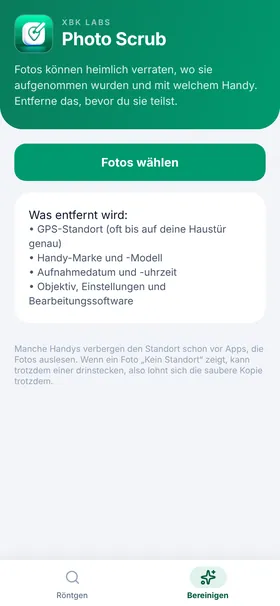 XBK LABS
Photo Scrub
Fotos können heimlich verraten, wo sie
aufgenommen wurden und mit welchem Handy.
Entferne das, bevor du sie teilst.
Fotos wählen
Was entfernt wird:
• GPS-Standort (oft bis auf deine Haustür
genau)
• Handy-Marke und -Modell
• Aufnahmedatum und -uhrzeit
• Objektiv, Einstellungen und
Bearbeitungssoftware
Manche Handys verbergen den Standort schon vor Apps, die
Fotos auslesen. Wenn ein Foto „Kein Standort“ zeigt, kann
trotzdem einer drinstecken, also lohnt sich die saubere Kopie
trotzdem.
Röntgen
Bereinigen